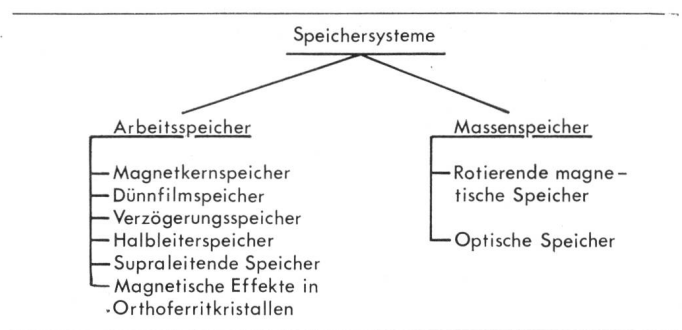 Speichersysteme
Arbeitsspeicher
Magnetkernspeicher
Dünnfilmspeicher
Verzögerungsspeicher
Halbleiterspeicher
Supraleitende Speicher
Magnetische Effekte in
Orthoferritkristallen
Massenspeicher
Rotierende magne-
tische Speicher
Optische Speicher